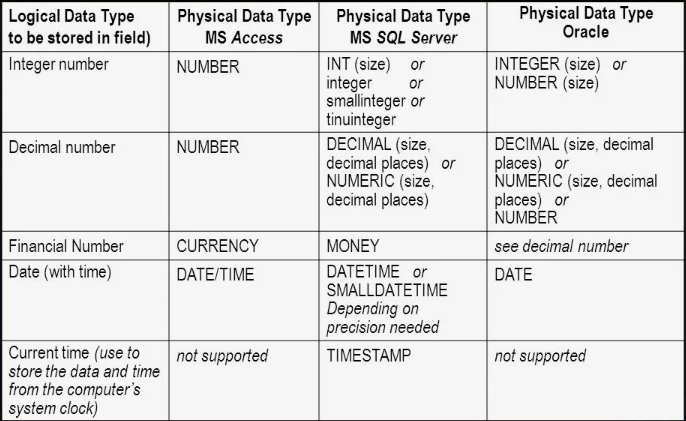 Logical Data Type
to be stored in field)
Physical Data Type
MS Access
Physical Data Type
MS SQL Server
Physical Data Type
Oracle
Integer number
NUMBER
INT (size) or
integer or
smallinteger or
tinuinteger
INTEGER (size) or
NUMBER (size)
Decimal number
NUMBER
DECIMAL (size,
decimal places) or
NUMERIC (size,
decimal places)
DECIMAL (size, decimal
places) or
NUMERIC (size, decimal
places) or
NUMBER
Financial Number
CURRENCY
MONEY
see decimal number
Date (with time)
DATE/TIME
DATETIME or
SMALLDATETIME
Depending on
precision needed
DATE
Current time (use to
store the data and time
from the computer's
system clock)
not supported
TIMESTAMP
not supported